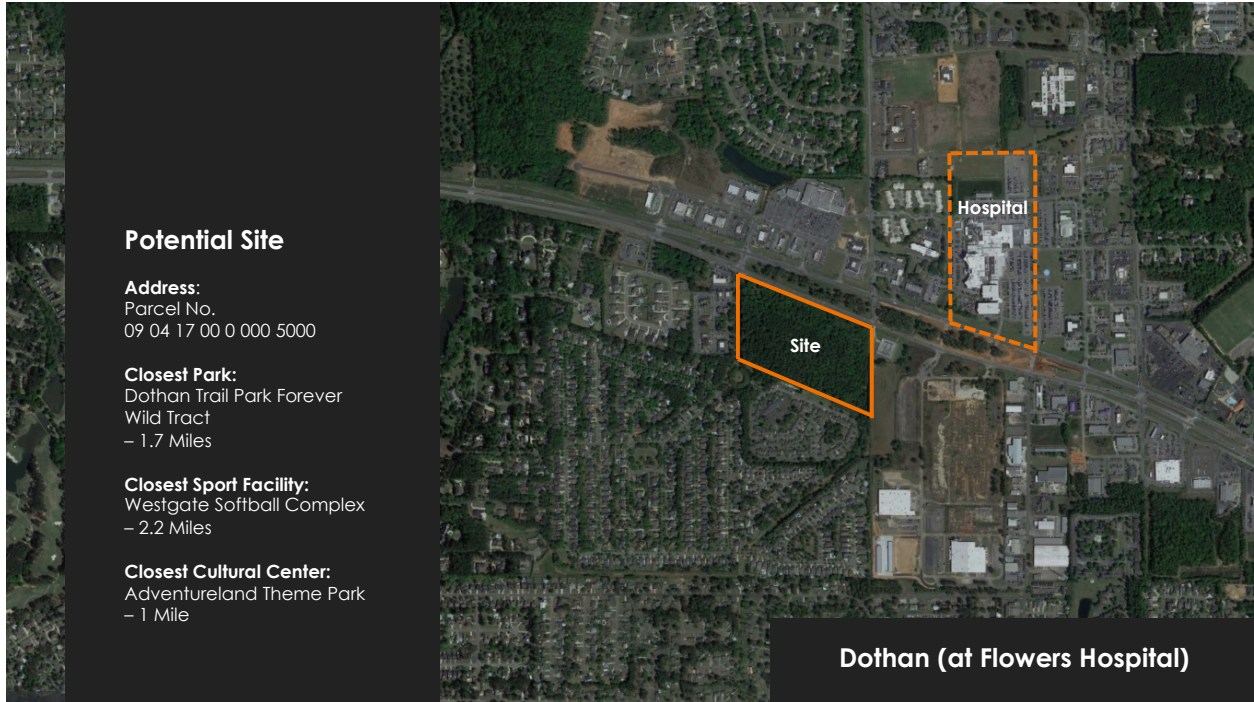 Potential Site
Address:
Parcel No.
09 04 17 00 0 000 5000
Closest Park:
Dothan Trail Park Forever
Wild Tract
– 1.7 Miles
Closest Sport Facility:
Westgate Softball Complex
– 2.2 Miles
Closest Cultural Center:
Adventureland Theme Park
– 1 Mile
Hospital
Site
Dothan (at Flowers Hospital)